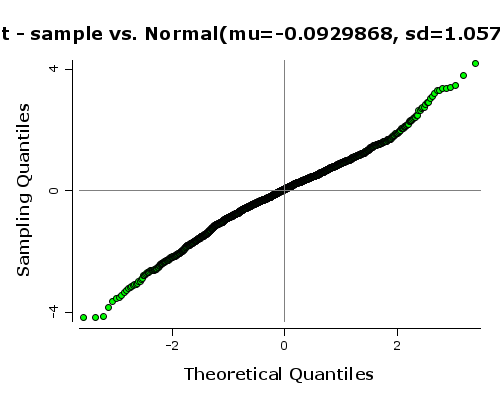 t - sample vs. Normal(mu=-0.0929868, sd=1.057
4
0
-4
Sampling Quantiles
-2
0
2
Theoretical Quantiles